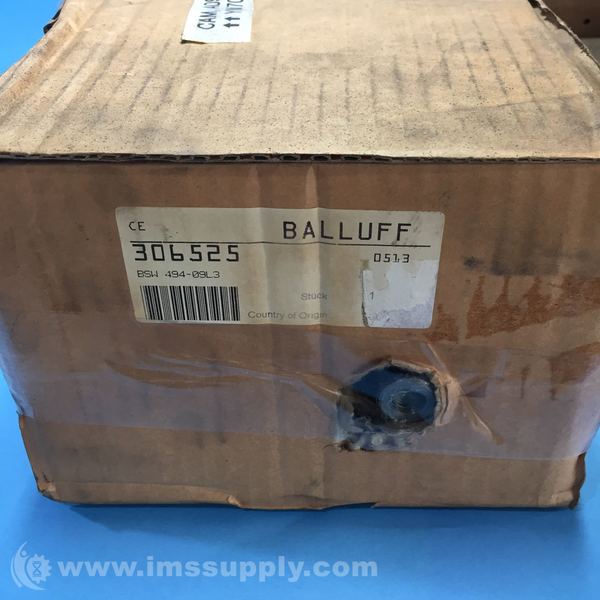 CE
BALLUFF
306525
0513
BSW 494-09L3
Stück 1
Country of Origin
www.imssupply.com